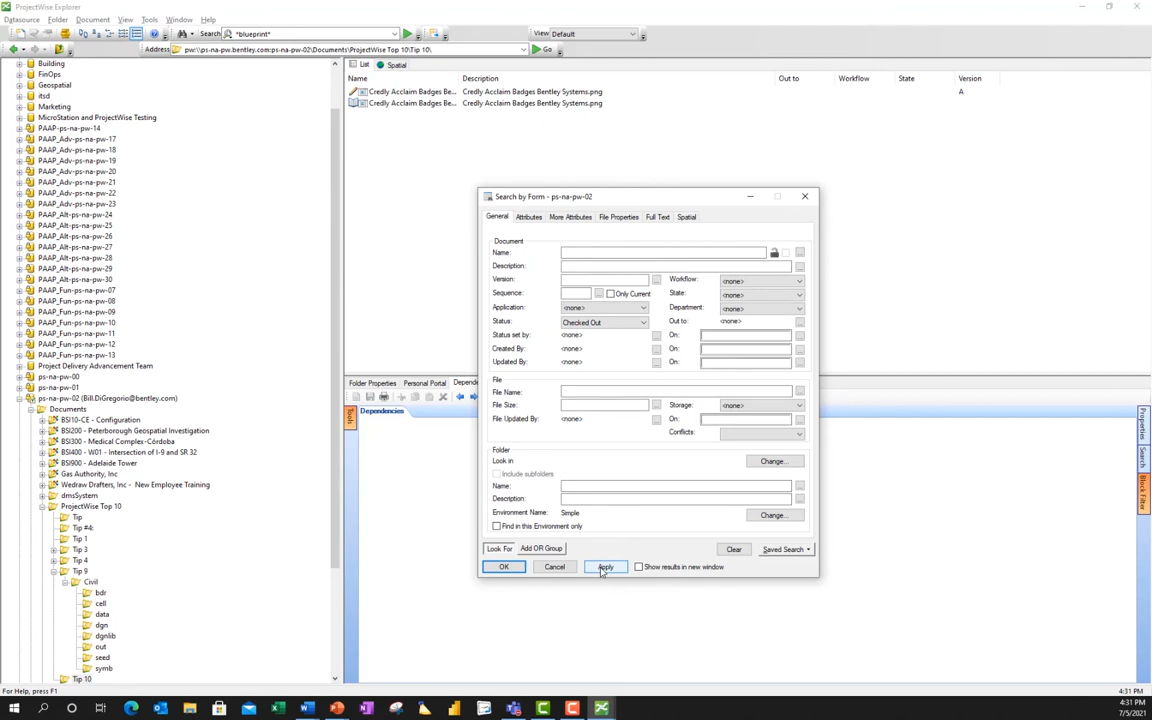 ProjectWise Explorer
Datasource Folder Document View Tools Window Help
Search *blueprint* View Default
Address pw:\\ps-na-pw.bentley.com:ps-na-pw-02\Documents\ProjectWise Top 10\Tip 10\ Go
Building
FinOps
Geospatial
itsd
Marketing
MicroStation and ProjectWise Testing
PAAP-ps-na-pw-14
PAAP_Adv-ps-na-pw-17
PAAP_Adv-ps-na-pw-18
PAAP_Adv-ps-na-pw-19
PAAP_Adv-ps-na-pw-20
PAAP_Adv-ps-na-pw-21
PAAP_Adv-ps-na-pw-22
PAAP_Adv-ps-na-pw-23
PAAP_Alt-ps-na-pw-24
PAAP_Alt-ps-na-pw-25
PAAP_Alt-ps-na-pw-26
PAAP_Alt-ps-na-pw-27
PAAP_Alt-ps-na-pw-28
PAAP_Alt-ps-na-pw-29
PAAP_Alt-ps-na-pw-30
PAAP_Fun-ps-na-pw-07
PAAP_Fun-ps-na-pw-08
PAAP_Fun-ps-na-pw-09
PAAP_Fun-ps-na-pw-10
PAAP_Fun-ps-na-pw-11
PAAP_Fun-ps-na-pw-12
PAAP_Fun-ps-na-pw-13
Project Delivery Advancement Team
ps-na-pw-00
ps-na-pw-01
ps-na-pw-02 (Bill.DiGregorio@bentley.com)
Documents
BSI10-CE - Configuration
BSI200 - Peterborough Geospatial Investigation
BSI300 - Medical Complex-Córdoba
BSI400 - W01 - Intersection of I-9 and SR 32
BSI900 - Adelaide Tower
Gas Authority, Inc
Wedraw Drafters, Inc - New Employee Training
dmsSystem
ProjectWise Top 10
Tip
Tip #4:
Tip 1
Tip 3
Tip 4
Tip 9
Civil
bdr
cell
data
dgn
dgnlib
out
seed
symb
Tip 10
List Spatial
Name Description Out to Workflow State Version
Credly Acclaim Badges Be... Credly Acclaim Badges Bentley Systems.png A
Credly Acclaim Badges Be... Credly Acclaim Badges Bentley Systems.png
Search by Form - ps-na-pw-02
General Attributes More Attributes File Properties Full Text Spatial
Document
Name:
Description:
Version: Workflow: <none>
Sequence: Only Current State: <none>
Application: <none> Department: <none>
Status: Checked Out Out to: <none>
Status set by: <none> On:
Created By: <none> On:
Updated By: <none> On:
File
File Name:
File Size: Storage: <none>
File Updated By: <none> On:
Conflicts:
Folder
Look in Change...
Include subfolders
Name:
Description:
Environment Name: Simple Change...
Find in this Environment only
Look For Add OR Group Clear Saved Search
OK Cancel Apply Show results in new window
Folder Properties Personal Portal Depende
Tools
Dependencies
Properties
Search
Block Filter
For Help, press F1 4:31 PM
4:31 PM
7/5/2021